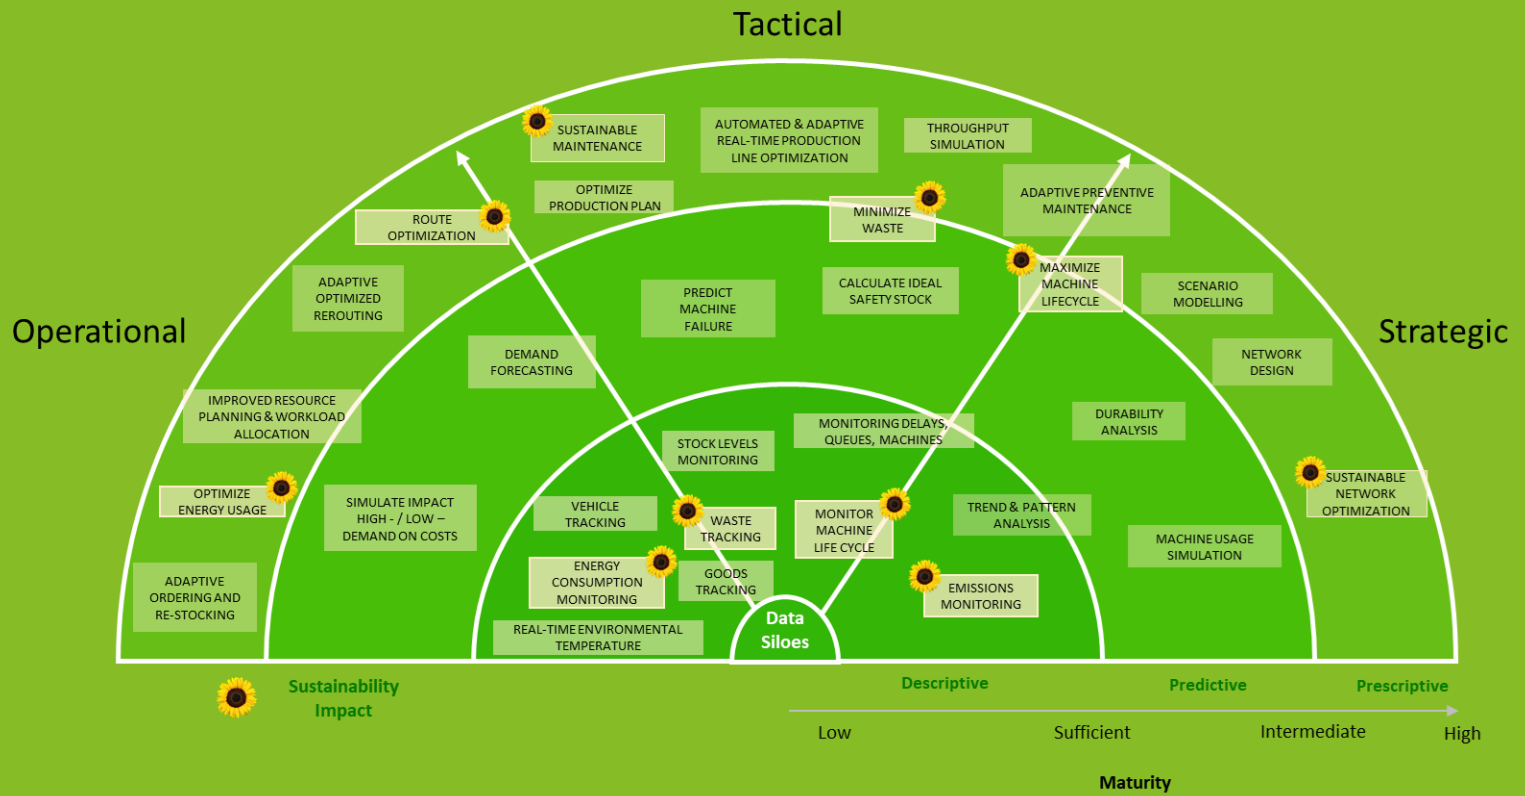 Tactical
Operational
Strategic
SUSTAINABLE
MAINTENANCE
AUTOMATED & ADAPTIVE
REAL-TIME PRODUCTION
LINE OPTIMIZATION
THROUGHPUT
SIMULATION
OPTIMIZE
PRODUCTION PLAN
ADAPTIVE PREVENTIVE
MAINTENANCE
ROUTE
OPTIMIZATION
MINIMIZE
WASTE
ADAPTIVE
OPTIMIZED
REROUTING
PREDICT
MACHINE
FAILURE
CALCULATE IDEAL
SAFETY STOCK
MAXIMIZE
MACHINE
LIFECYCLE
SCENARIO
MODELLING
DEMAND
FORECASTING
NETWORK
DESIGN
IMPROVED RESOURCE
PLANNING & WORKLOAD
ALLOCATION
STOCK LEVELS
MONITORING
MONITORING DELAYS,
QUEUES, MACHINES
DURABILITY
ANALYSIS
OPTIMIZE
ENERGY USAGE
SIMULATE IMPACT
HIGH - / LOW –
DEMAND ON COSTS
VEHICLE
TRACKING
WASTE
TRACKING
MONITOR
MACHINE
LIFE CYCLE
TREND & PATTERN
ANALYSIS
SUSTAINABLE
NETWORK
OPTIMIZATION
MACHINE USAGE
SIMULATION
ADAPTIVE
ORDERING AND
RE-STOCKING
ENERGY
CONSUMPTION
MONITORING
GOODS
TRACKING
EMISSIONS
MONITORING
REAL-TIME ENVIRONMENTAL
TEMPERATURE
Data
Siloes
Sustainability
Impact
Descriptive
Predictive
Prescriptive
Low
Sufficient
Intermediate
High
Maturity